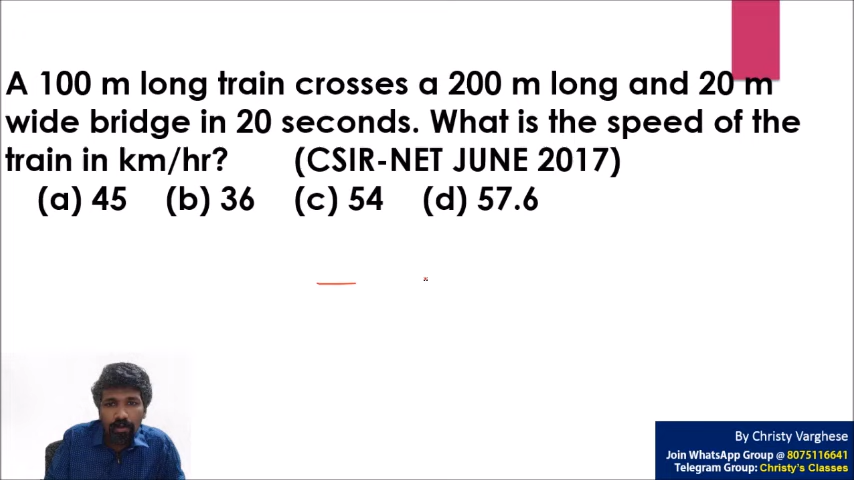 A 100 m long train crosses a 200 m long and 20 m
wide bridge in 20 seconds. What is the speed of the
train in km/hr? (CSIR-NET JUNE 2017)
(a) 45 (b) 36 (c) 54 (d) 57.6
By Christy Varghese
Join WhatsApp Group @ 8075116641
Telegram Group: Christy's Classes